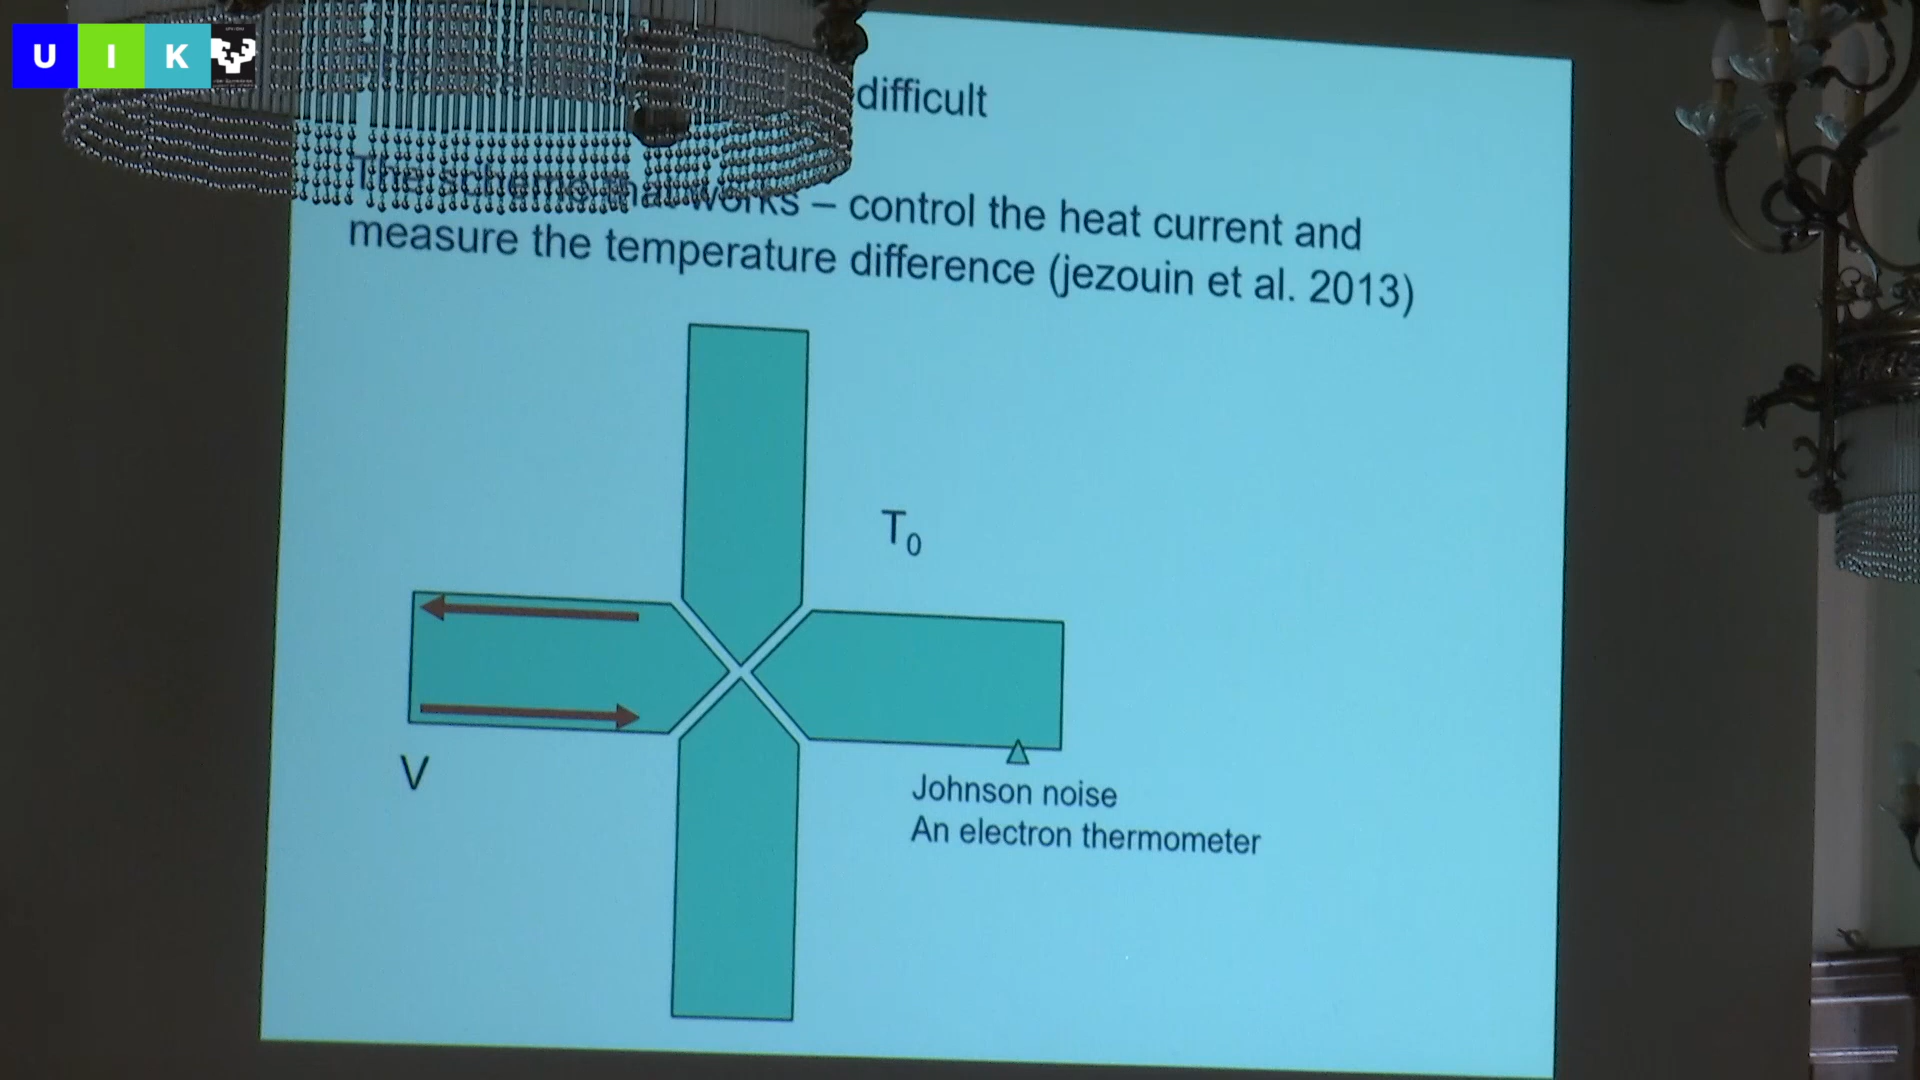 U I K
difficult
The scheme that works – control the heat current and
measure the temperature difference (jezouin et al. 2013)
T₀
V
Johnson noise
An electron thermometer